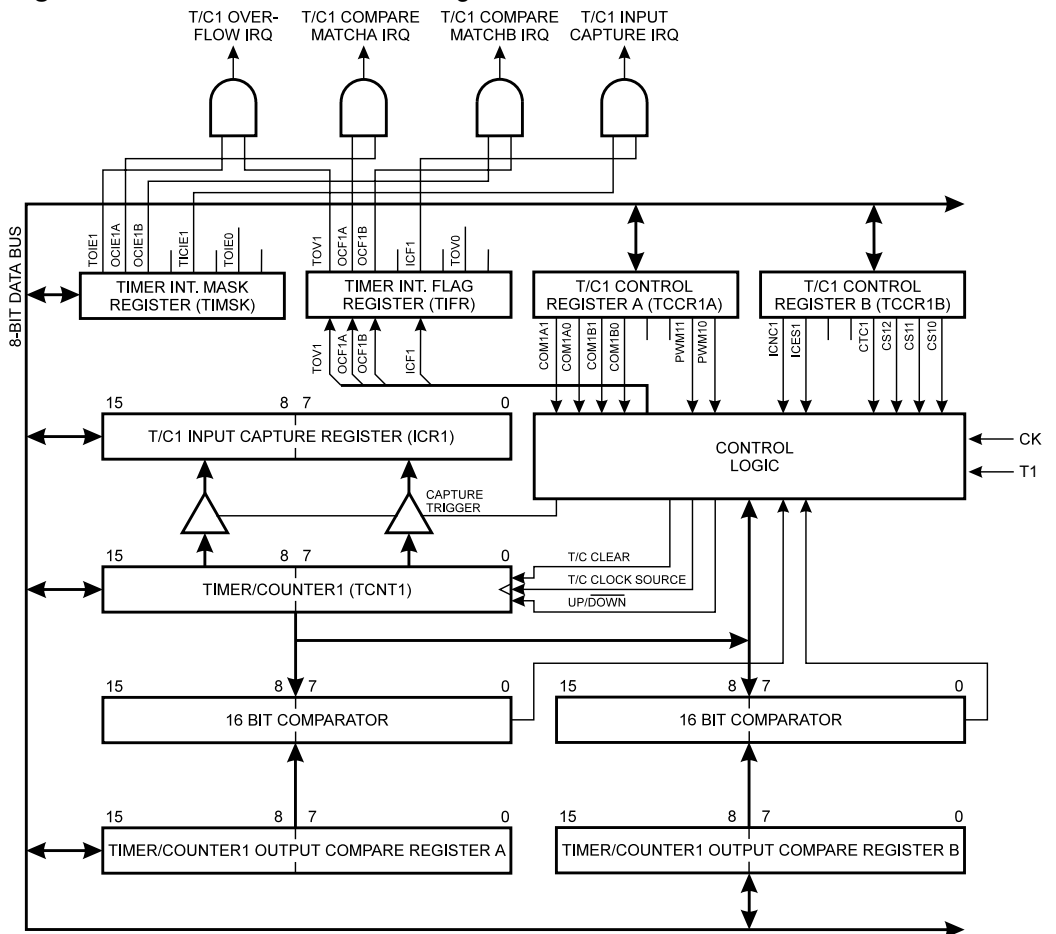 T/C1 OVER-
FLOW IRQ
T/C1 COMPARE
MATCHA IRQ
T/C1 COMPARE
MATCHB IRQ
T/C1 INPUT
CAPTURE IRQ
8-BIT DATA BUS
TOIE1
OCIE1A
OCIE1B
TICIE1
TOIE0
TOV1
OCF1A
OCF1B
ICF1
TOV0
TIMER INT. MASK
REGISTER (TIMSK)
TIMER INT. FLAG
REGISTER (TIFR)
T/C1 CONTROL
REGISTER A (TCCR1A)
T/C1 CONTROL
REGISTER B (TCCR1B)
TOV1
OCF1A
OCF1B
ICF1
COM1A1
COM1A0
COM1B1
COM1B0
PWM11
PWM10
ICNC1
ICES1
CTC1
CS12
CS11
CS10
15 8 7 0
T/C1 INPUT CAPTURE REGISTER (ICR1)
CONTROL
LOGIC
CK
T1
CAPTURE
TRIGGER
15 8 7 0
TIMER/COUNTER1 (TCNT1)
T/C CLEAR
T/C CLOCK SOURCE
UP/DOWN
15 8 7 0
16 BIT COMPARATOR
15 8 7 0
16 BIT COMPARATOR
15 8 7 0
TIMER/COUNTER1 OUTPUT COMPARE REGISTER A
15 8 7 0
TIMER/COUNTER1 OUTPUT COMPARE REGISTER B